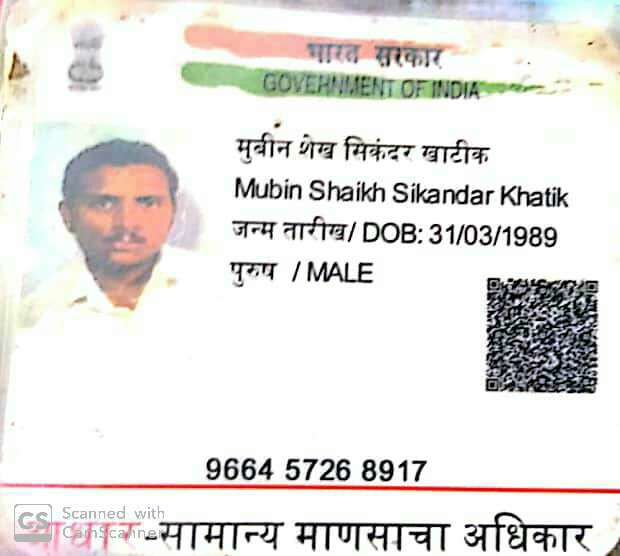 भारत सरकार
GOVERNMENT OF INDIA
मुबीन शेख सिकंदर खाटीक
Mubin Shaikh Sikandar Khatik
जन्म तारीख/ DOB: 31/03/1989
पुरुष / MALE
9664 5726 8917
आधार-सामान्य माणसाचा अधिकार
CS Scanned with
CamScanner